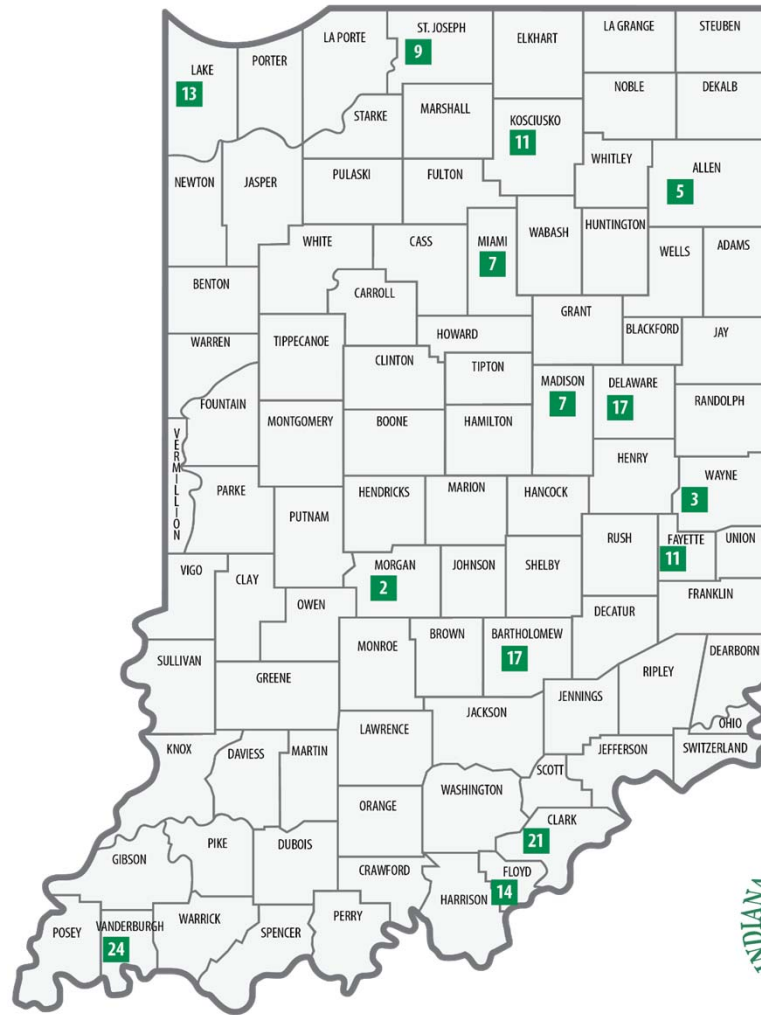 LAKE
13
PORTER
LA PORTE
ST. JOSEPH
9
ELKHART
LA GRANGE
STEUBEN
STARKE
MARSHALL
KOSCIUSKO
11
NOBLE
DEKALB
WHITLEY
ALLEN
5
NEWTON
JASPER
PULASKI
FULTON
WHITE
CASS
MIAMI
7
WABASH
HUNTINGTON
WELLS
ADAMS
BENTON
CARROLL
GRANT
BLACKFORD
JAY
WARREN
TIPPECANOE
HOWARD
CLINTON
TIPTON
MADISON
7
DELAWARE
17
RANDOLPH
FOUNTAIN
MONTGOMERY
BOONE
HAMILTON
HENRY
WAYNE
3
VERMILLION
PARKE
PUTNAM
HENDRICKS
MARION
HANCOCK
RUSH
FAYETTE
11
UNION
VIGO
CLAY
OWEN
MORGAN
2
JOHNSON
SHELBY
DECATUR
FRANKLIN
SULLIVAN
GREENE
MONROE
BROWN
BARTHOLOMEW
17
RIPLEY
DEARBORN
JENNINGS
OHIO
KNOX
DAVIESS
MARTIN
LAWRENCE
JACKSON
JEFFERSON
SWITZERLAND
SCOTT
ORANGE
WASHINGTON
CLARK
21
GIBSON
PIKE
DUBOIS
CRAWFORD
FLOYD
14
HARRISON
POSEY
VANDERBURGH
24
WARRICK
SPENCER
PERRY
INDIANA